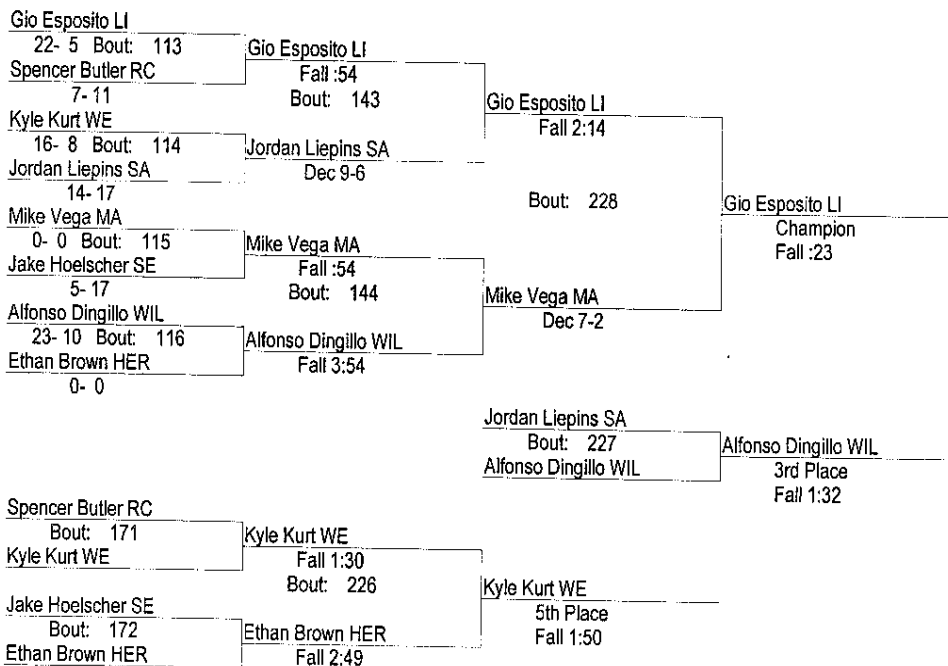 Gio Esposito LI
22- 5 Bout: 113
Spencer Butler RC
7- 11
Kyle Kurt WE
16- 8 Bout: 114
Jordan Liepins SA
14- 17
Mike Vega MA
0- 0 Bout: 115
Jake Hoelscher SE
5- 17
Alfonso Dingillo WIL
23- 10 Bout: 116
Ethan Brown HER
0- 0
Gio Esposito LI
Fall :54
Bout: 143
Jordan Liepins SA
Dec 9-6
Mike Vega MA
Fall :54
Bout: 144
Alfonso Dingillo WIL
Fall 3:54
Gio Esposito LI
Fall 2:14
Bout: 228
Mike Vega MA
Dec 7-2
Gio Esposito LI
Champion
Fall :23
Jordan Liepins SA
Bout: 227
Alfonso Dingillo WIL
Alfonso Dingillo WIL
3rd Place
Fall 1:32
Spencer Butler RC
Bout: 171
Kyle Kurt WE
Jake Hoelscher SE
Bout: 172
Ethan Brown HER
Kyle Kurt WE
Fall 1:30
Bout: 226
Ethan Brown HER
Fall 2:49
Kyle Kurt WE
5th Place
Fall 1:50